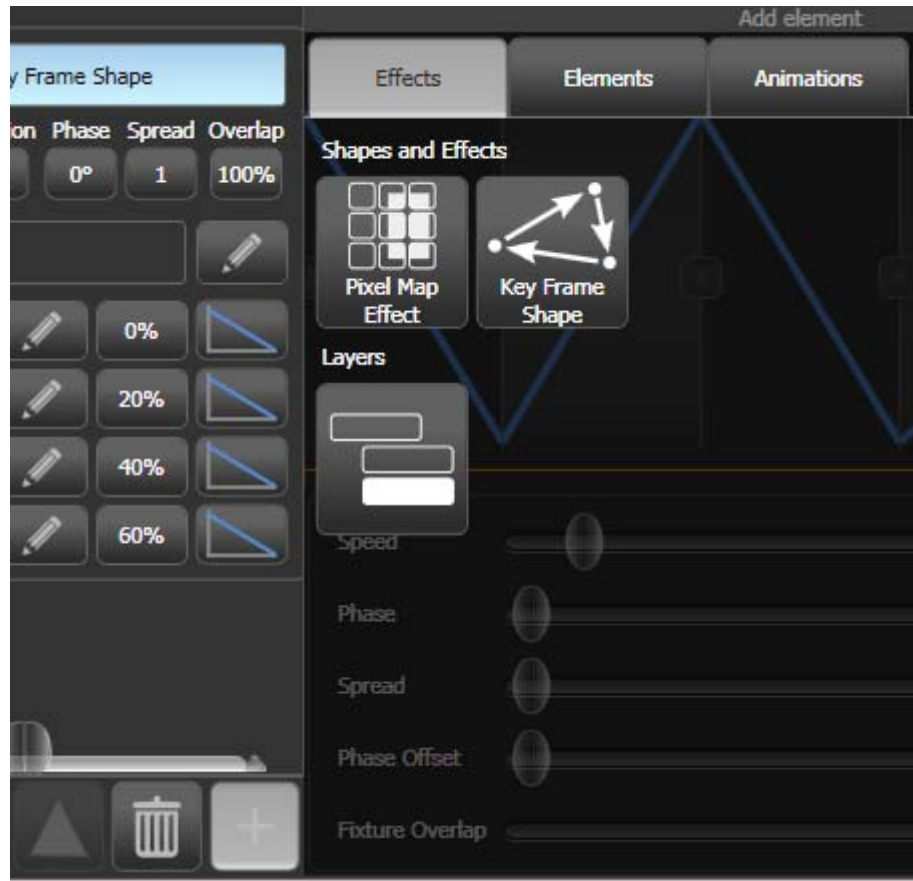 Add element
y Frame Shape
Effects
Elements
Animations
on Phase Spread Overlap
0° 1 100%
Shapes and Effects
Pixel Map
Effect
Key Frame
Shape
0%
Layers
20%
40%
60%
Speed
Phase
Spread
Phase Offset
Fixture Overlap